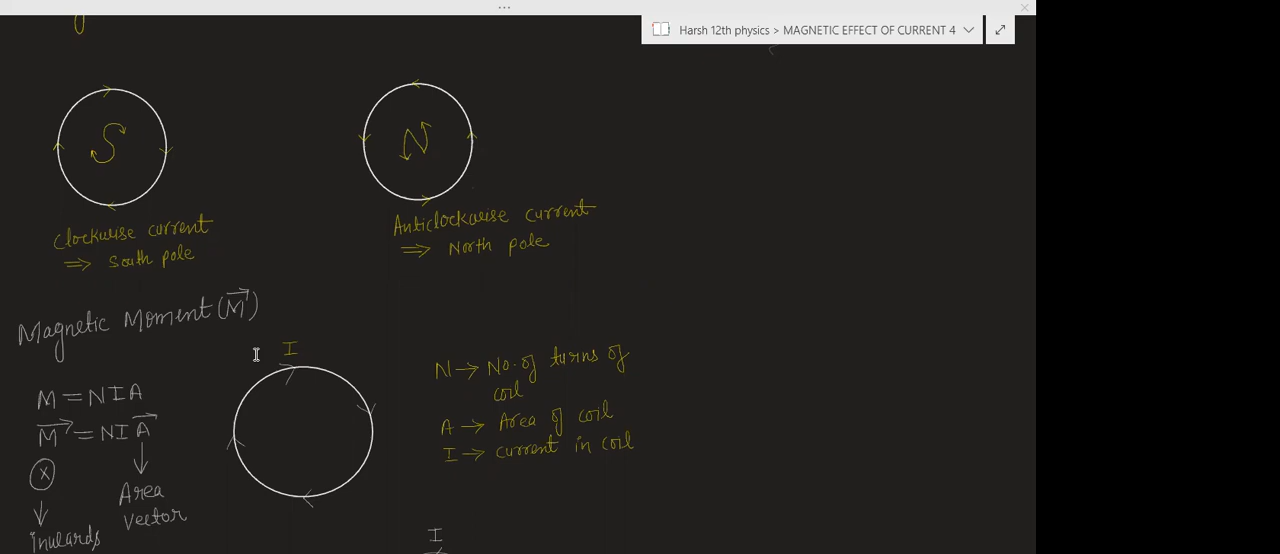 Harsh 12th physics > MAGNETIC EFFECT OF CURRENT 4
S
N
Clockwise current
⇒ South pole
Anticlockwise current
⇒ North pole
Magnetic Moment (M⃗)
I
M = NIA
M⃗ = NI A⃗
Area
Vector
X
inwards
N → No. of turns of
coil
A → Area of coil
I → current in coil
I